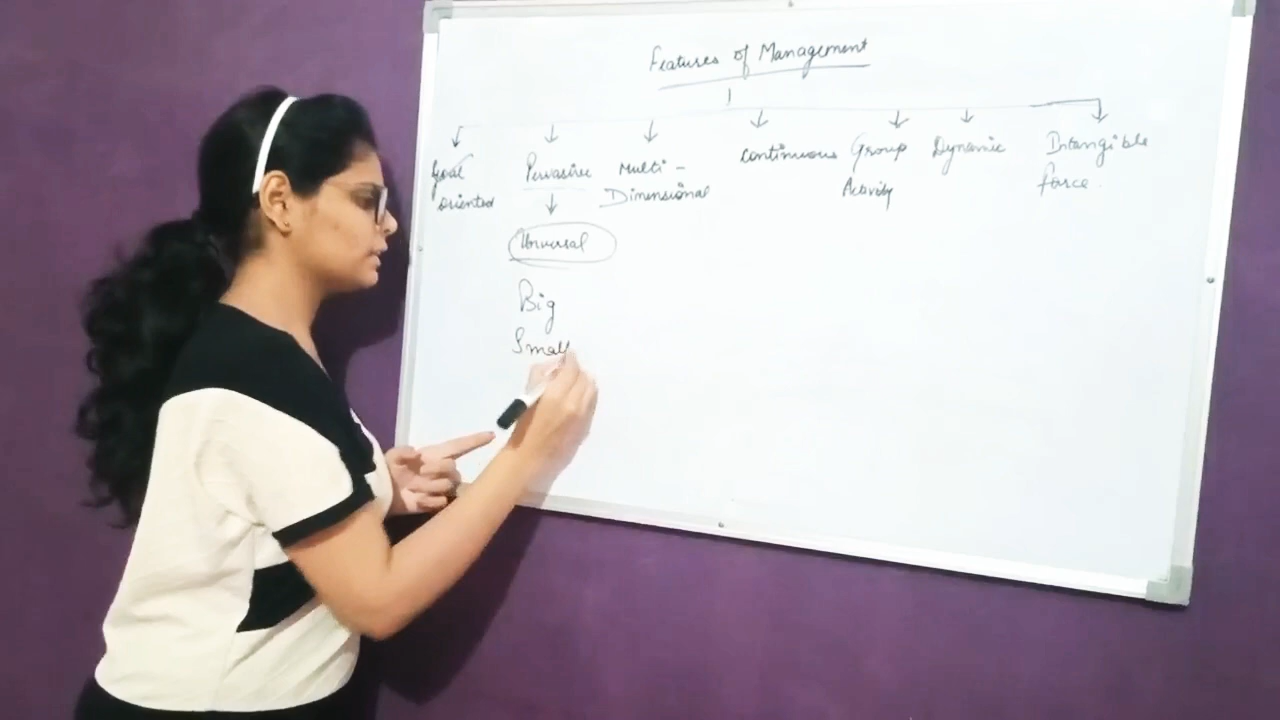 Features of Management
Goal
oriented
Pervasive
Multi -
Dimensional
Continuous
Group
Activity
Dynamic
Intangible
force.
Universal
Big
Small